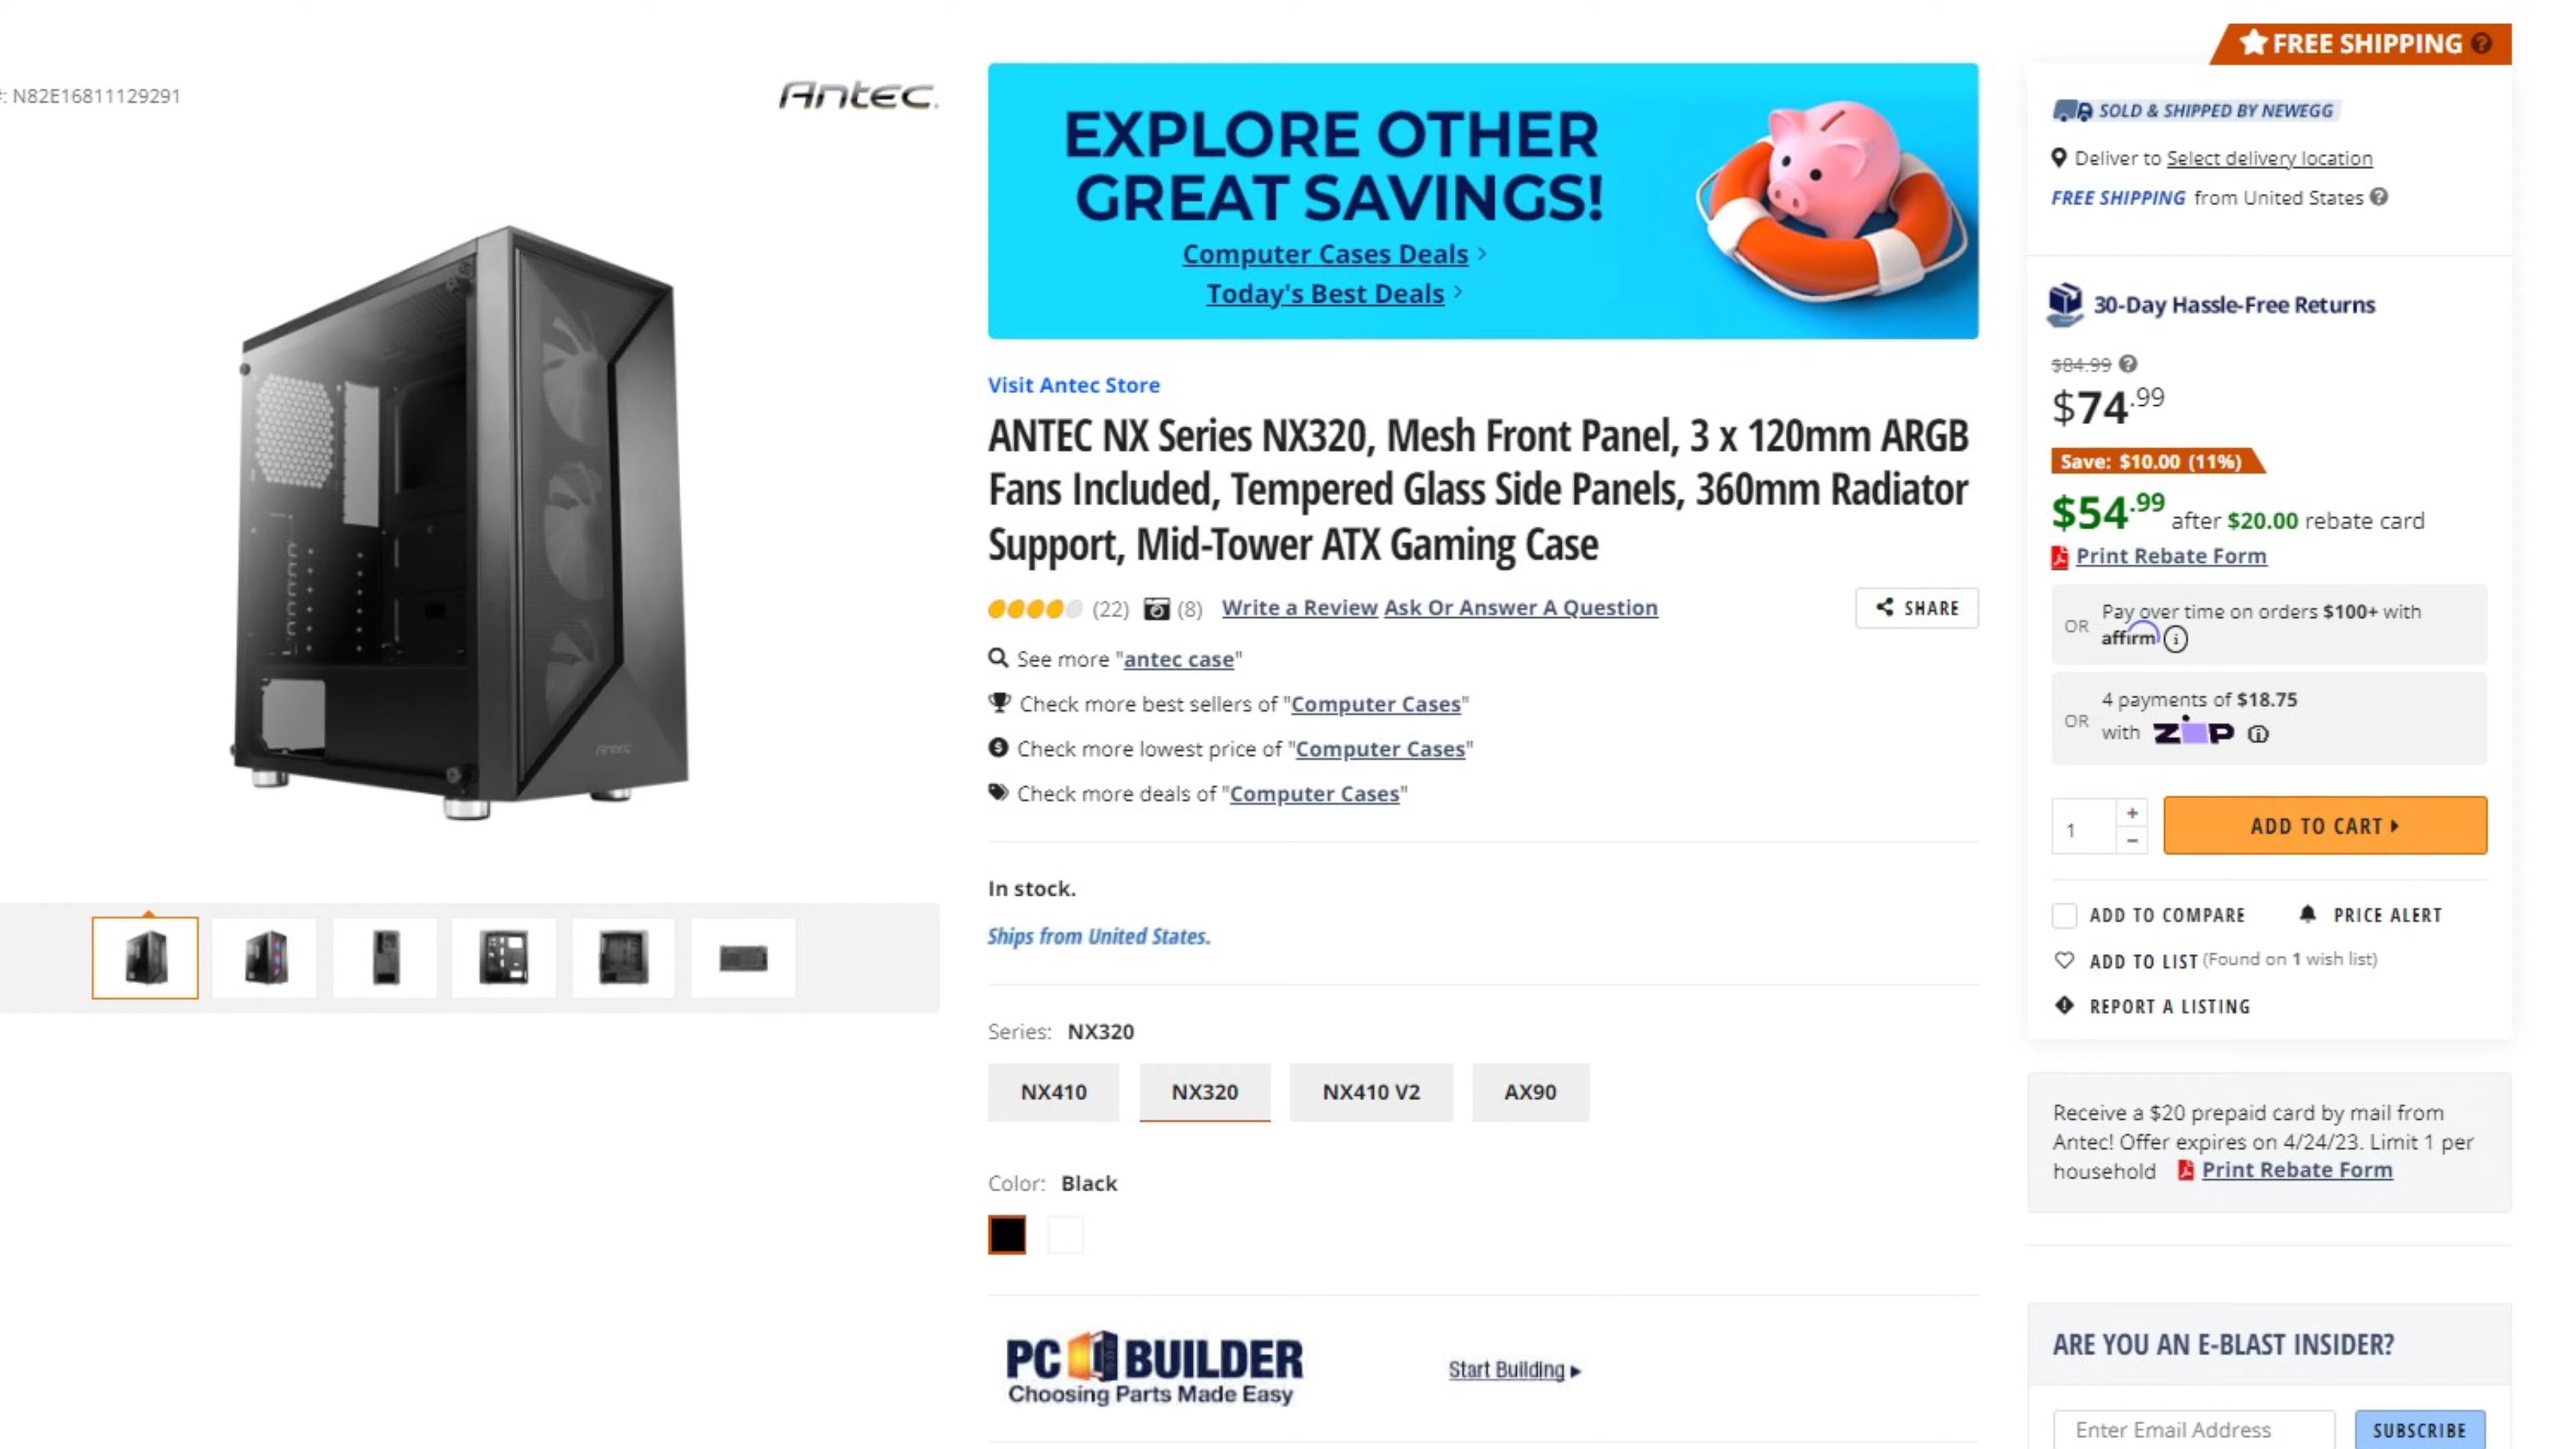 FREE SHIPPING
#: N82E16811129291
Antec.
EXPLORE OTHER
GREAT SAVINGS!
Computer Cases Deals
Today's Best Deals
Visit Antec Store
ANTEC NX Series NX320, Mesh Front Panel, 3 x 120mm ARGB
Fans Included, Tempered Glass Side Panels, 360mm Radiator
Support, Mid-Tower ATX Gaming Case
(22) (8) Write a Review Ask Or Answer A Question SHARE
See more "antec case"
Check more best sellers of "Computer Cases"
Check more lowest price of "Computer Cases"
Check more deals of "Computer Cases"
In stock.
Ships from United States.
Series: NX320
NX410 NX320 NX410 V2 AX90
Color: Black
PC BUILDER
Choosing Parts Made Easy
Start Building
Antec
SOLD & SHIPPED BY NEWEGG
Deliver to Select delivery location
FREE SHIPPING from United States
30-Day Hassle-Free Returns
$84.99
$74.99
Save: $10.00 (11%)
$54.99 after $20.00 rebate card
Print Rebate Form
OR Pay over time on orders $100+ with
affirm
OR 4 payments of $18.75
with ZIP
1 + − ADD TO CART
ADD TO COMPARE PRICE ALERT
ADD TO LIST (Found on 1 wish list)
REPORT A LISTING
Receive a $20 prepaid card by mail from
Antec! Offer expires on 4/24/23. Limit 1 per
household Print Rebate Form
ARE YOU AN E-BLAST INSIDER?
Enter Email Address SUBSCRIBE